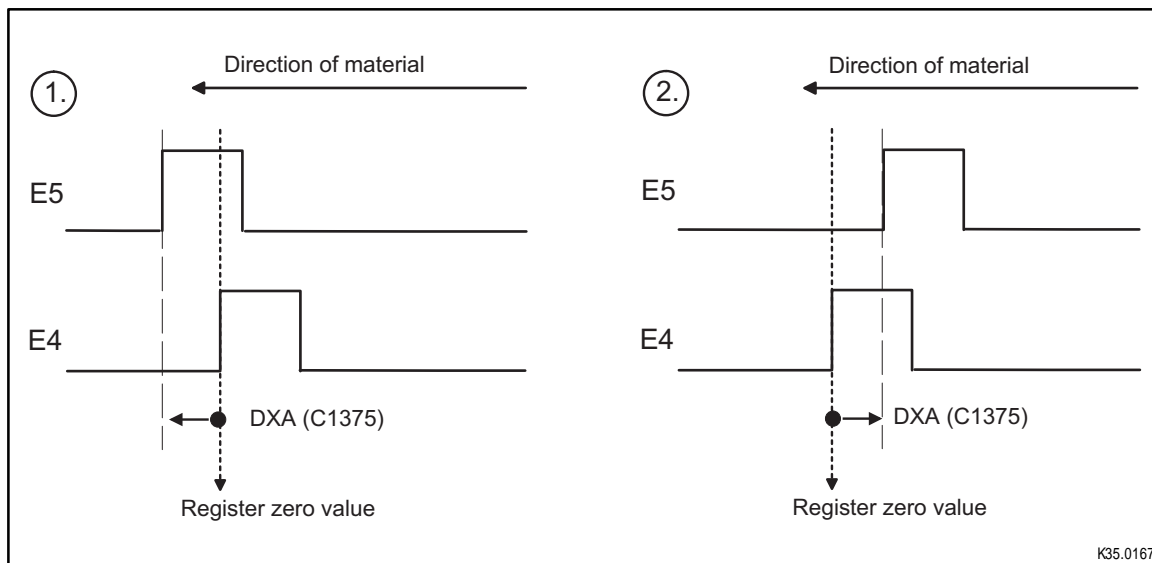 1.
Direction of material
E5
E4
DXA (C1375)
Register zero value
2.
Direction of material
E5
E4
DXA (C1375)
Register zero value
K35.0167